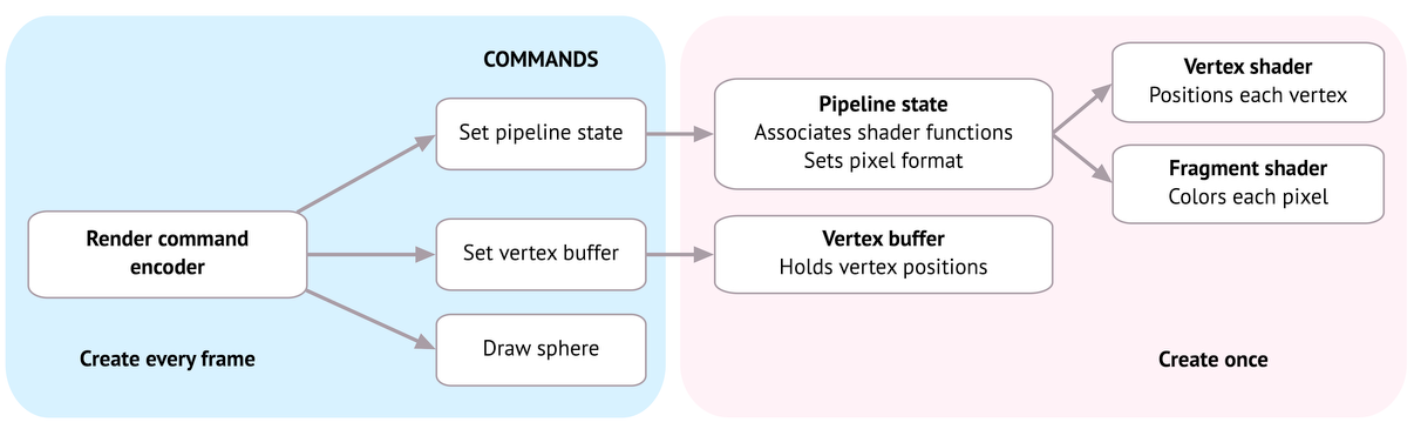 COMMANDS
Set pipeline state
Render command
encoder
Set vertex buffer
Draw sphere
Create every frame
Pipeline state
Associates shader functions
Sets pixel format
Vertex shader
Positions each vertex
Fragment shader
Colors each pixel
Vertex buffer
Holds vertex positions
Create once